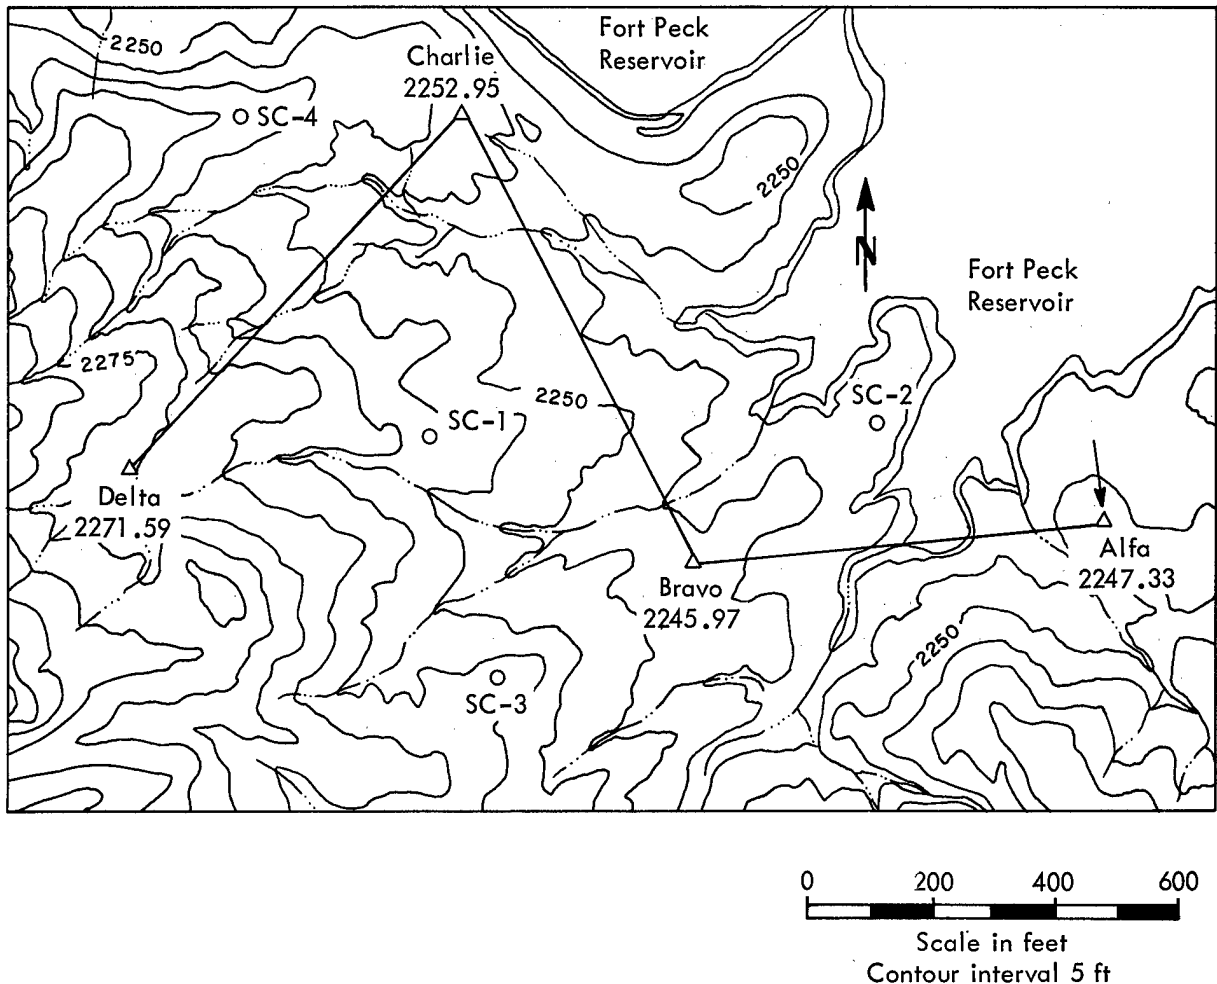 Fort Peck
Reservoir
2250
Charlie
2252.95
SC-4
2250
N
Fort Peck
Reservoir
2275
2250
SC-2
SC-1
Delta
2271.59
Alfa
2247.33
Bravo
2245.97
2250
SC-3
0 200 400 600
Scale in feet
Contour interval 5 ft